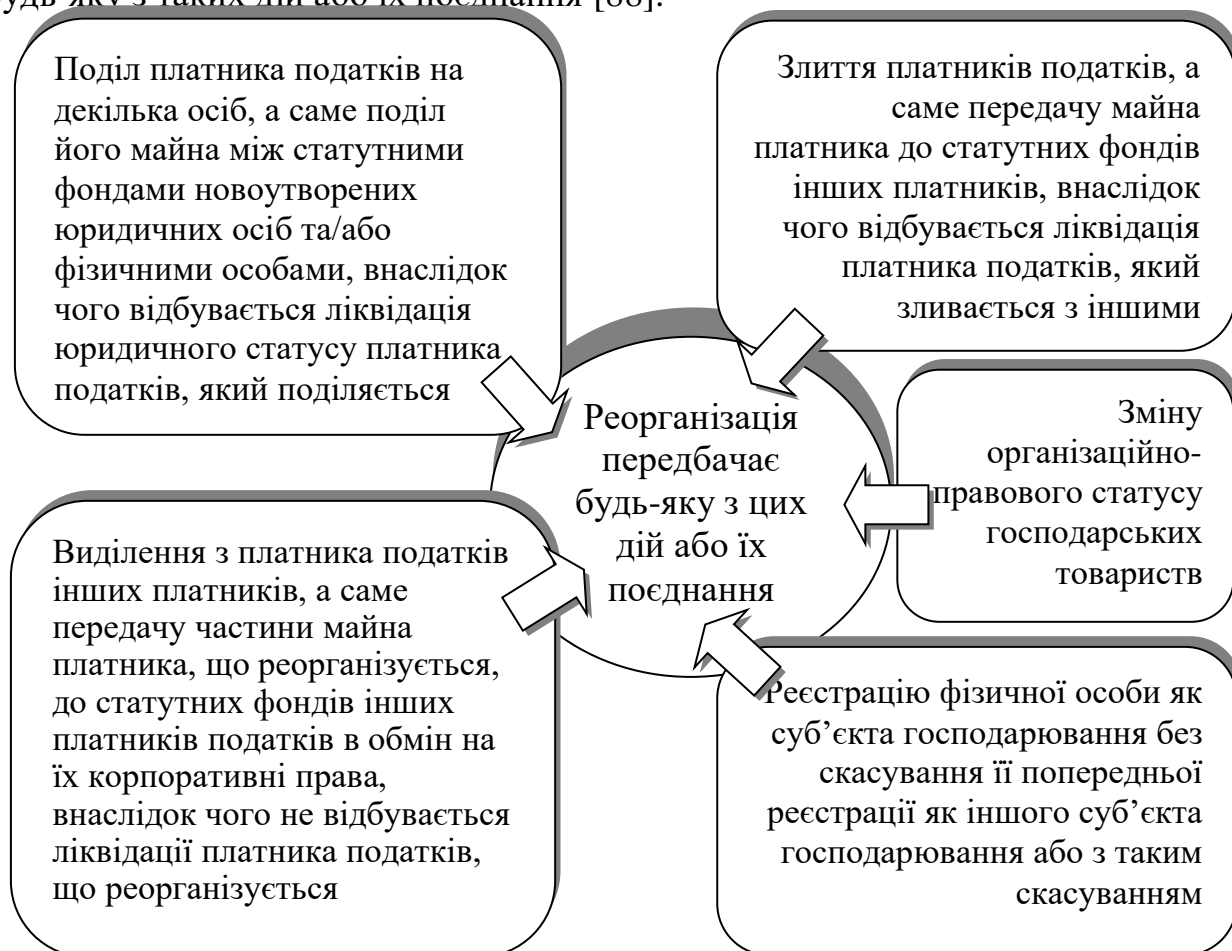 будь-яку з таких дій або їх поєднання [88].
Поділ платника податків на
декілька осіб, а саме поділ
його майна між статутними
фондами новоутворених
юридичних осіб та/або
фізичними особами, внаслідок
чого відбувається ліквідація
юридичного статусу платника
податків, який поділяється
Злиття платників податків, а
саме передачу майна
платника до статутних фондів
інших платників, внаслідок
чого відбувається ліквідація
платника податків, який
зливається з іншими
Реорганізація
передбачає
будь-яку з цих
дій або їх
поєднання
Зміну
організаційно-
правового статусу
господарських
товариств
Виділення з платника податків
інших платників, а саме
передачу частини майна
платника, що реорганізується,
до статутних фондів інших
платників податків в обмін на
їх корпоративні права,
внаслідок чого не відбувається
ліквідації платника податків,
що реорганізується
Реєстрацію фізичної особи як
суб’єкта господарювання без
скасування її попередньої
реєстрації як іншого суб’єкта
господарювання або з таким
скасуванням